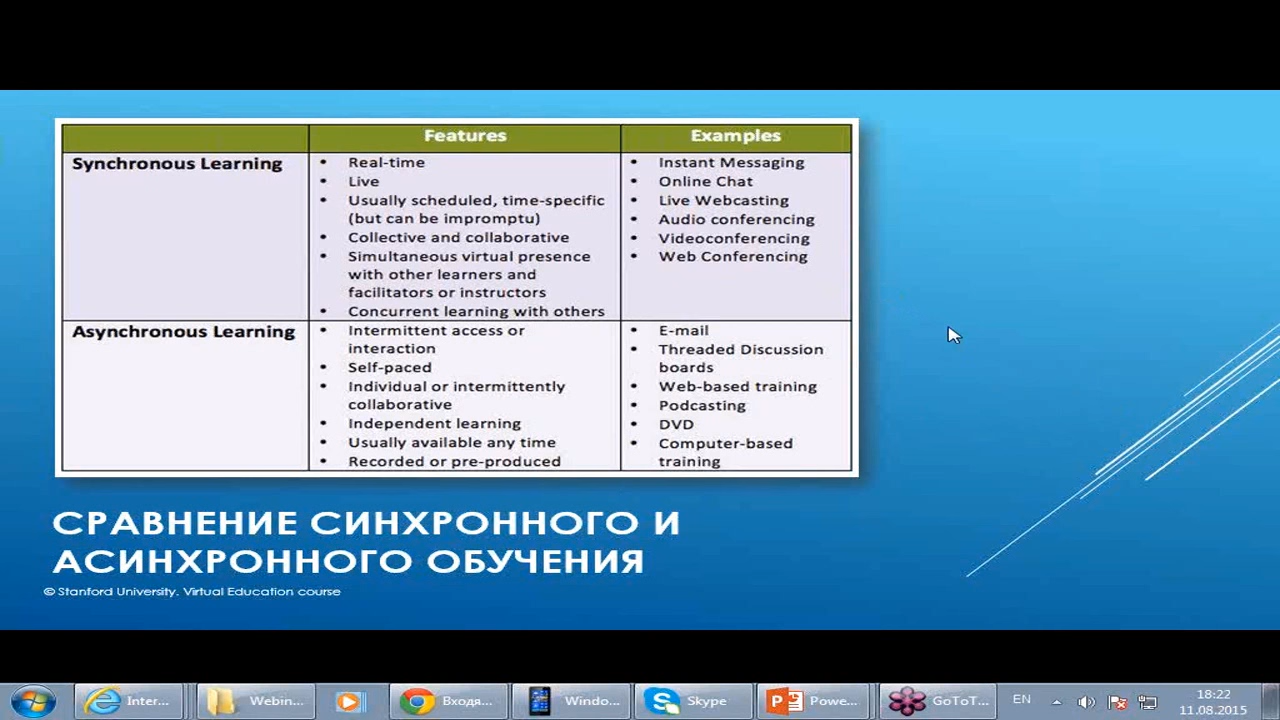 Features Examples
Synchronous Learning
• Real-time
• Live
• Usually scheduled, time-specific
(but can be impromptu)
• Collective and collaborative
• Simultaneous virtual presence
with other learners and
facilitators or instructors
• Concurrent learning with others
• Instant Messaging
• Online Chat
• Live Webcasting
• Audio conferencing
• Videoconferencing
• Web Conferencing
Asynchronous Learning
• Intermittent access or
interaction
• Self-paced
• Individual or intermittently
collaborative
• Independent learning
• Usually available any time
• Recorded or pre-produced
• E-mail
• Threaded Discussion
boards
• Web-based training
• Podcasting
• DVD
• Computer-based
training
СРАВНЕНИЕ СИНХРОННОГО И
АСИНХРОННОГО ОБУЧЕНИЯ
© Stanford University. Virtual Education course
Inter... Webin... Входя... Windo... Skype Powe... GoToT... EN
18:22
11.08.2015